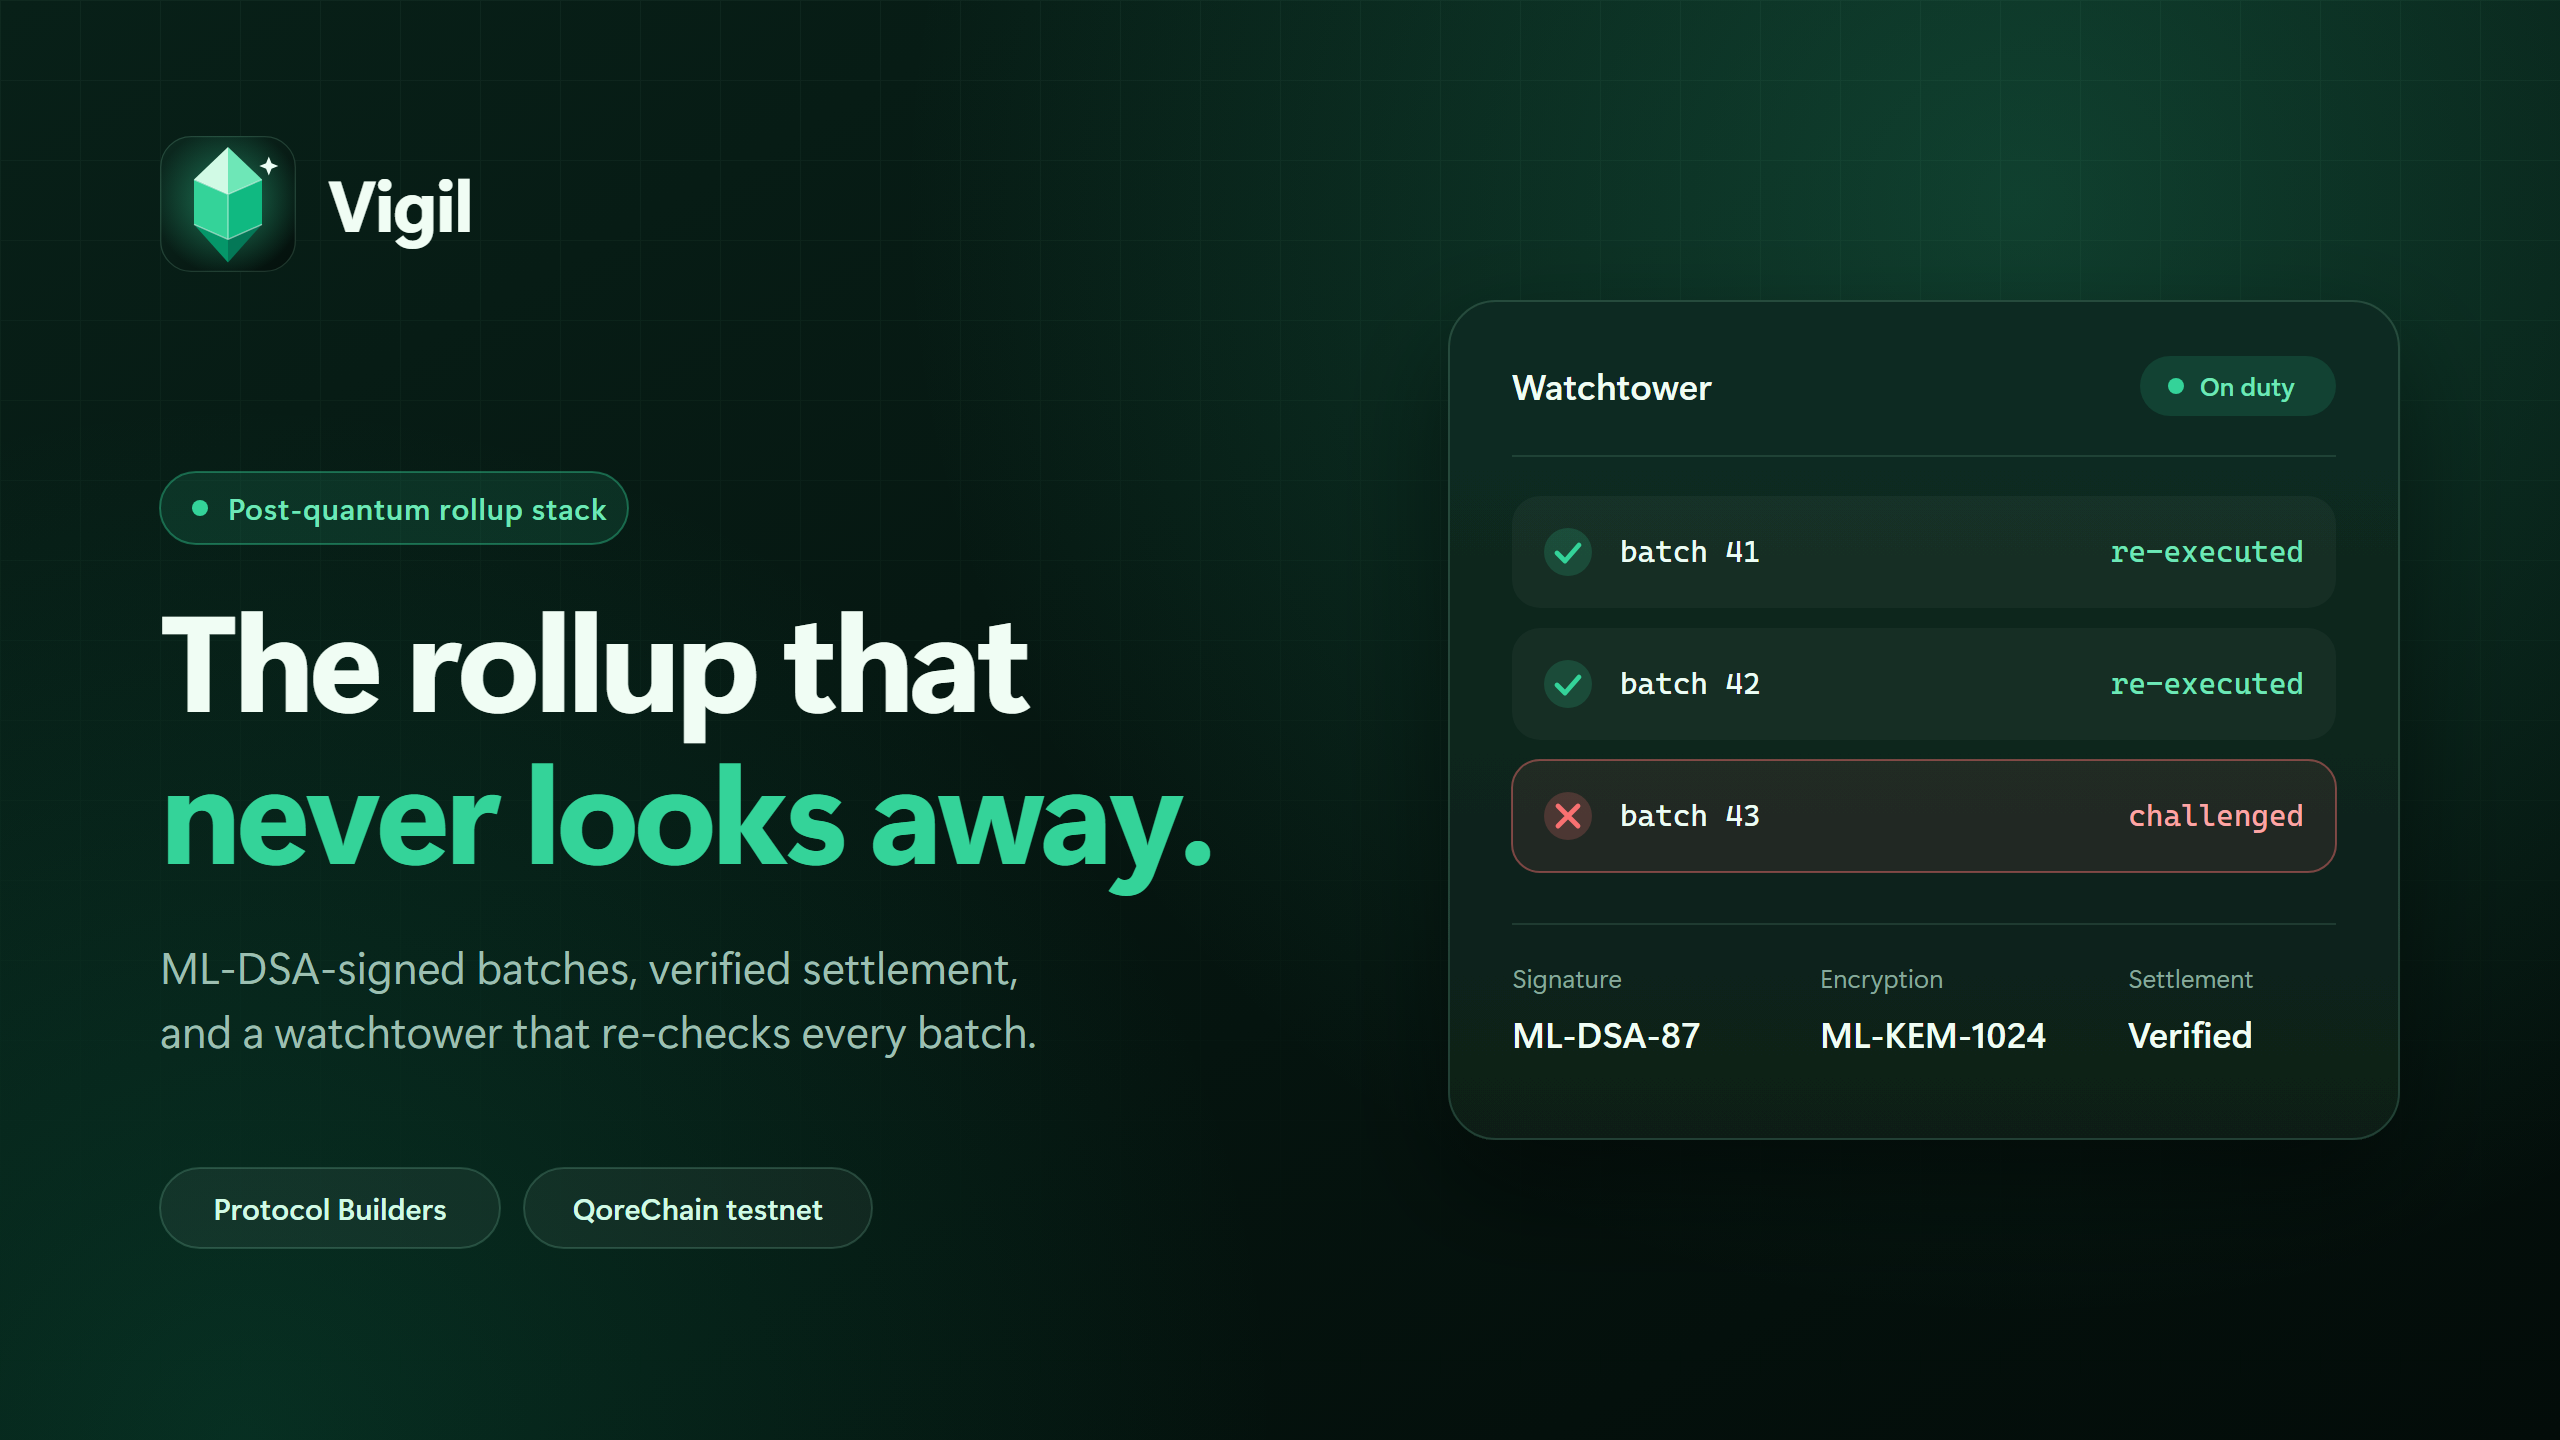 Vigil
Post-quantum rollup stack
The rollup that
never looks away.
ML-DSA-signed batches, verified settlement,
and a watchtower that re-checks every batch.
Protocol Builders
QoreChain testnet
Watchtower
On duty
batch 41
re-executed
batch 42
re-executed
batch 43
challenged
Signature
Encryption
Settlement
ML-DSA-87
ML-KEM-1024
Verified